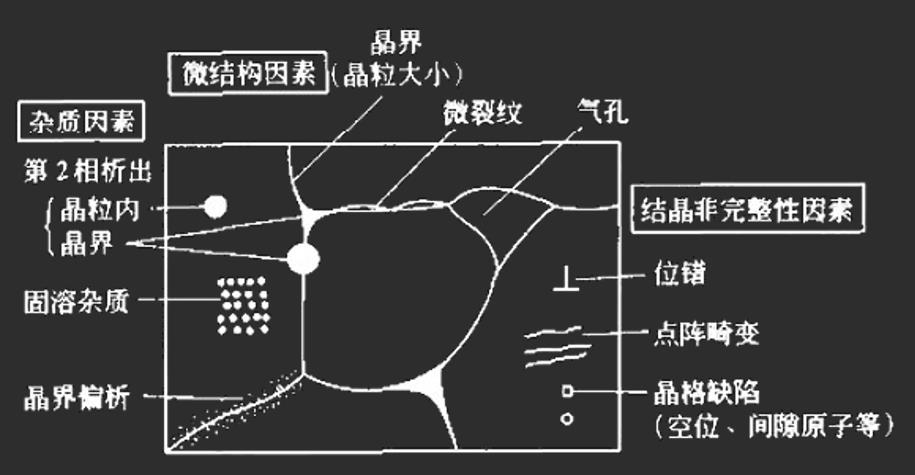 晶界
微结构因素
(晶粒大小)
微裂纹
气孔
杂质因素
第2相析出
晶粒内
晶界
结晶非完整性因素
位错
固溶杂质
点阵畸变
晶界偏析
晶格缺陷
(空位、间隙原子等)